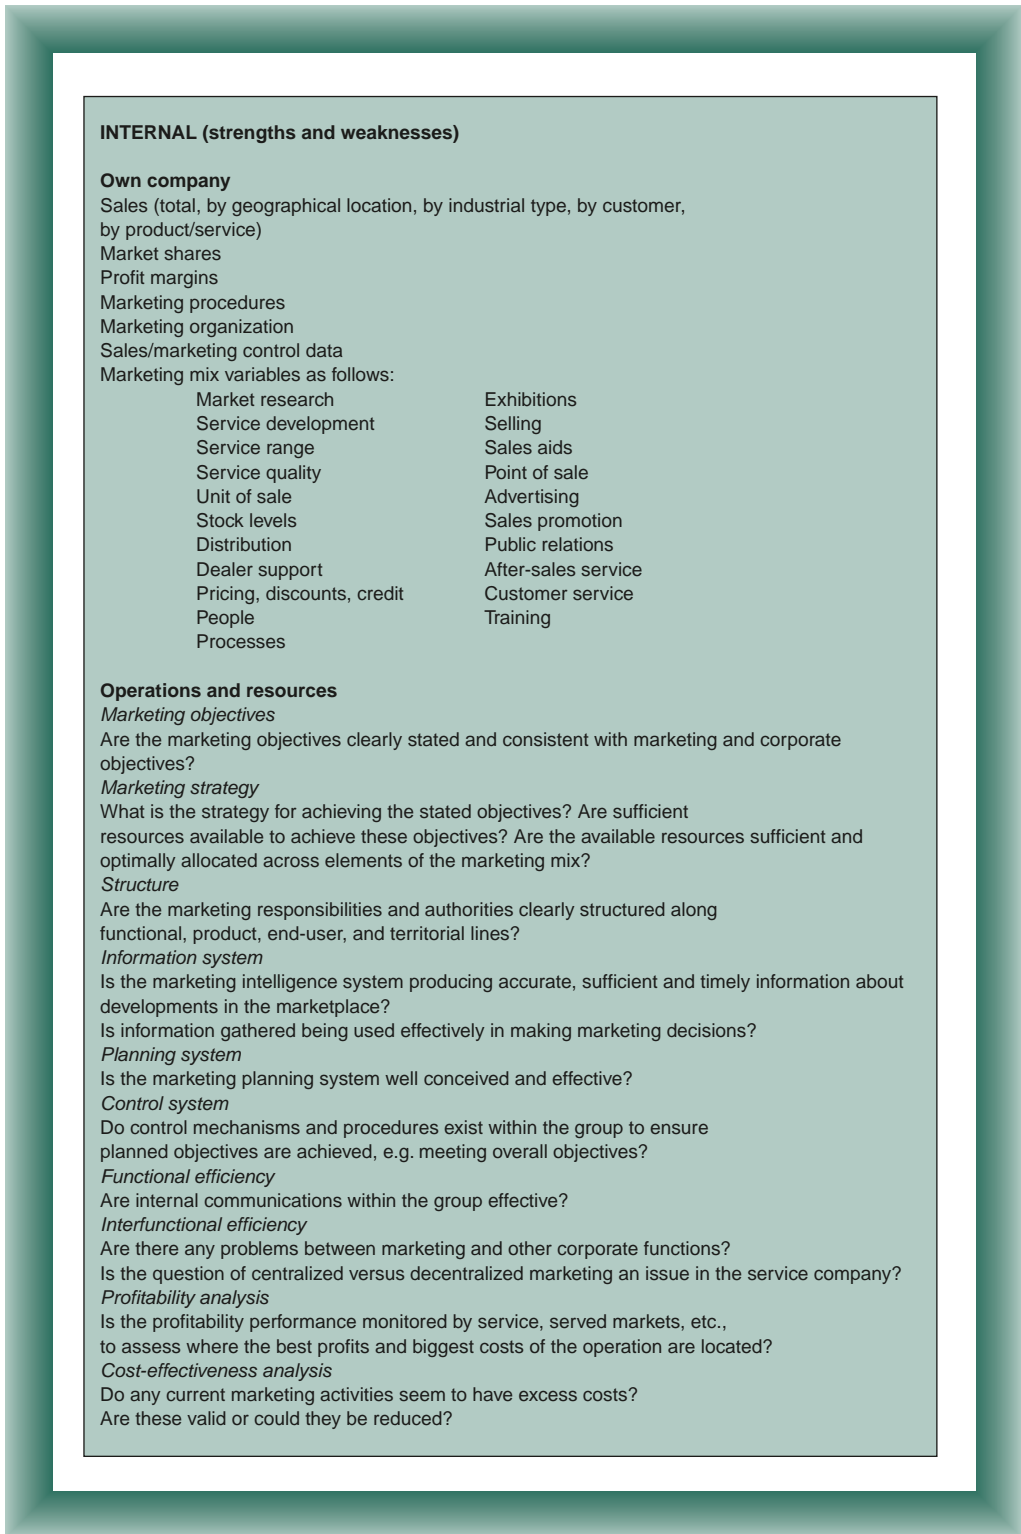 INTERNAL (strengths and weaknesses)
Own company
Sales (total, by geographical location, by industrial type, by customer,
by product/service)
Market shares
Profit margins
Marketing procedures
Marketing organization
Sales/marketing control data
Marketing mix variables as follows:
Market research
Service development
Service range
Service quality
Unit of sale
Stock levels
Distribution
Dealer support
Pricing, discounts, credit
People
Processes
Exhibitions
Selling
Sales aids
Point of sale
Advertising
Sales promotion
Public relations
After-sales service
Customer service
Training
Operations and resources
Marketing objectives
Are the marketing objectives clearly stated and consistent with marketing and corporate
objectives?
Marketing strategy
What is the strategy for achieving the stated objectives? Are sufficient
resources available to achieve these objectives? Are the available resources sufficient and
optimally allocated across elements of the marketing mix?
Structure
Are the marketing responsibilities and authorities clearly structured along
functional, product, end-user, and territorial lines?
Information system
Is the marketing intelligence system producing accurate, sufficient and timely information about
developments in the marketplace?
Is information gathered being used effectively in making marketing decisions?
Planning system
Is the marketing planning system well conceived and effective?
Control system
Do control mechanisms and procedures exist within the group to ensure
planned objectives are achieved, e.g. meeting overall objectives?
Functional efficiency
Are internal communications within the group effective?
Interfunctional efficiency
Are there any problems between marketing and other corporate functions?
Is the question of centralized versus decentralized marketing an issue in the service company?
Profitability analysis
Is the profitability performance monitored by service, served markets, etc.,
to assess where the best profits and biggest costs of the operation are located?
Cost-effectiveness analysis
Do any current marketing activities seem to have excess costs?
Are these valid or could they be reduced?